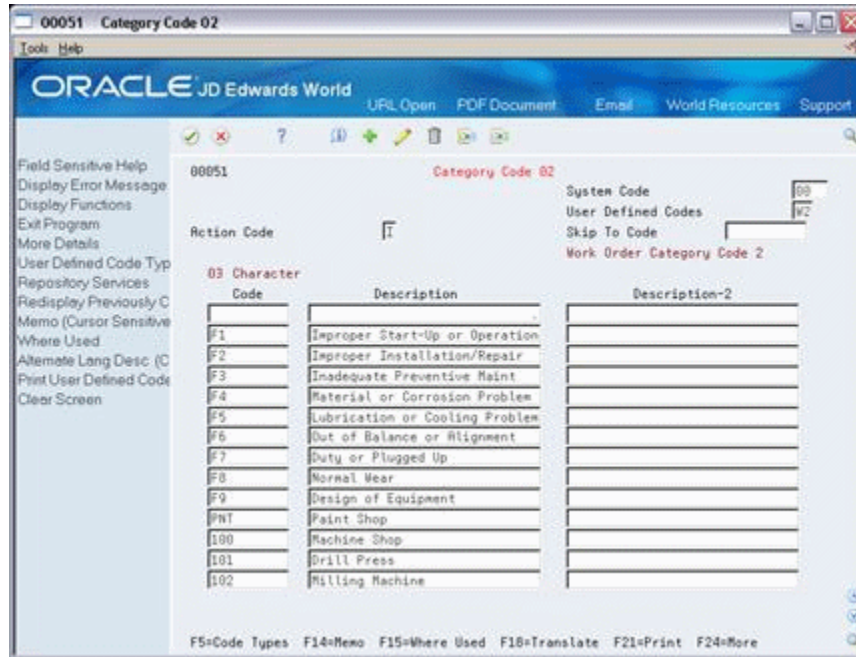 00051 Category Code 02
Tools Help
ORACLE JD Edwards World
URL Open PDF Document Email World Resources Support
Field Sensitive Help
Display Error Message
Display Functions
Exit Program
More Details
User Defined Code Typ
Repository Services
Redisplay Previously C
Memo (Cursor Sensitive
Where Used
Alternate Lang Desc (C
Print User Defined Code
Clear Screen
00051 Category Code 02
System Code 00
User Defined Codes W2
Action Code I Skip To Code
Work Order Category Code 2
03 Character
Code Description Description-2
F1 Improper Start-Up or Operation
F2 Improper Installation/Repair
F3 Inadequate Preventive Maint
F4 Material or Corrosion Problem
F5 Lubrication or Cooling Problem
F6 Out of Balance or Alignment
F7 Duty or Plugged Up
F8 Normal Wear
F9 Design of Equipment
PNT Paint Shop
100 Machine Shop
101 Drill Press
102 Milling Machine
F5=Code Types F14=Memo F15=Where Used F18=Translate F21=Print F24=More